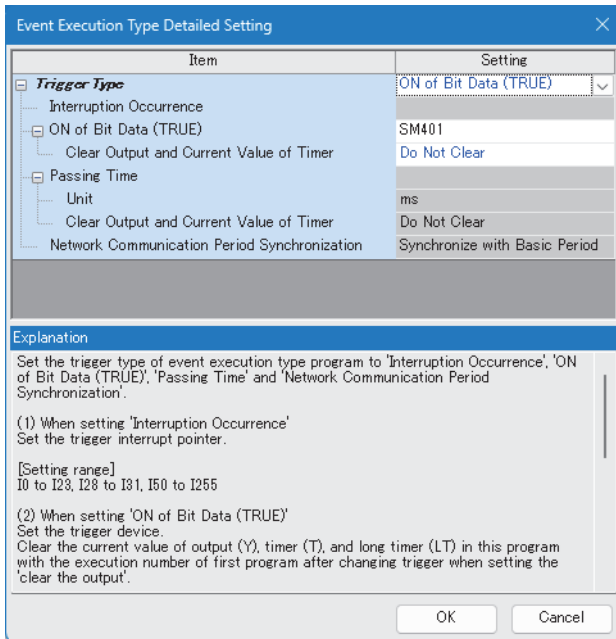 Event Execution Type Detailed Setting
Item Setting
Trigger Type ON of Bit Data (TRUE)
Interruption Occurrence
ON of Bit Data (TRUE) SM401
Clear Output and Current Value of Timer Do Not Clear
Passing Time
Unit ms
Clear Output and Current Value of Timer Do Not Clear
Network Communication Period Synchronization Synchronize with Basic Period
Explanation
Set the trigger type of event execution type program to 'Interruption Occurrence', 'ON
of Bit Data (TRUE)', 'Passing Time' and 'Network Communication Period
Synchronization'.
(1) When setting 'Interruption Occurrence'
Set the trigger interrupt pointer.
[Setting range]
I0 to I23, I28 to I31, I50 to I255
(2) When setting 'ON of Bit Data (TRUE)'
Set the trigger device.
Clear the current value of output (Y), timer (T), and long timer (LT) in this program
with the execution number of first program after changing trigger when setting the
'clear the output'.
OK Cancel